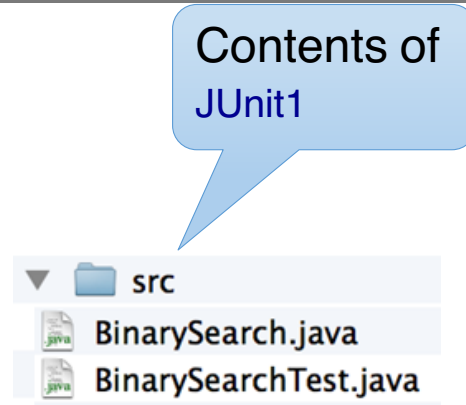 Contents of
JUnit1
src
BinarySearch.java
BinarySearchTest.java